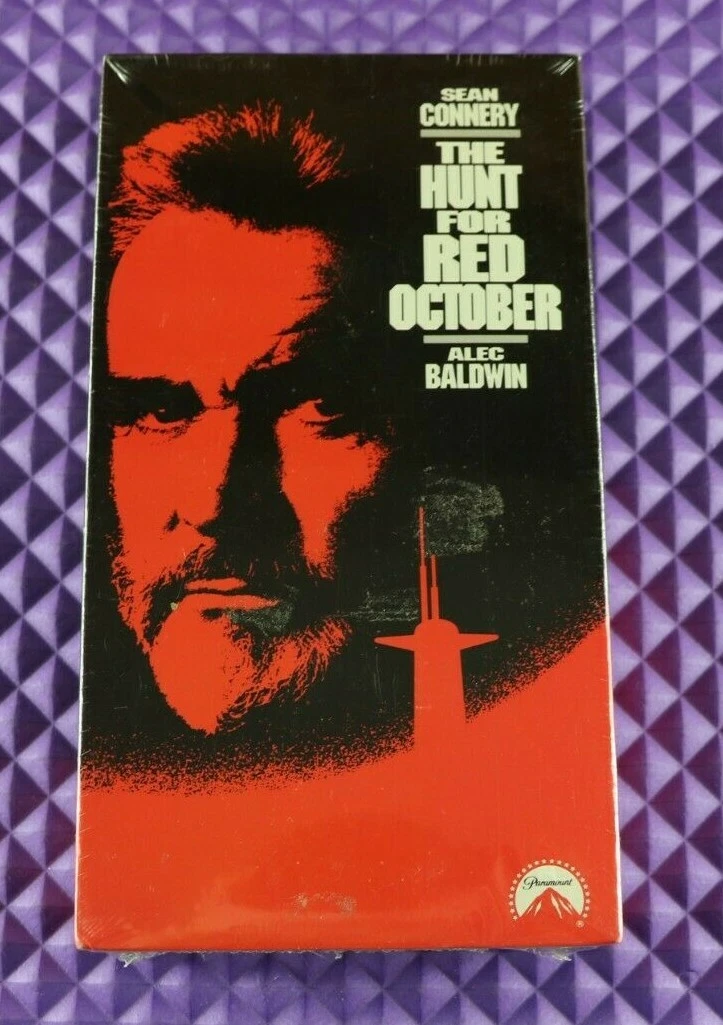 SEAN
CONNERY
THE
HUNT
FOR
RED
OCTOBER
ALEC
BALDWIN
Paramount
®